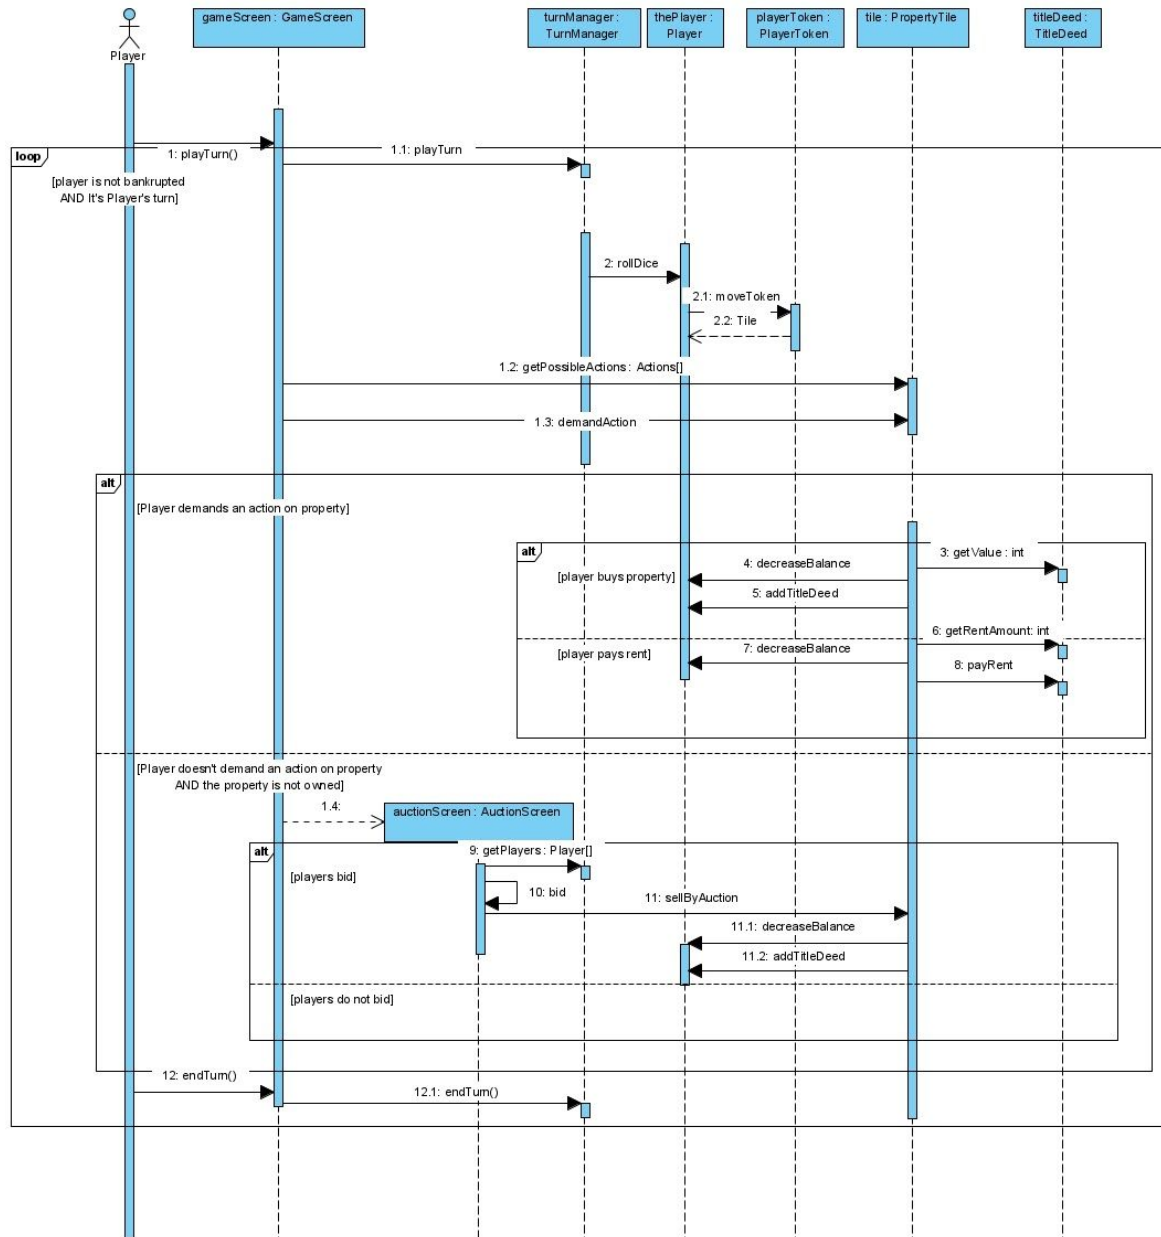 gameScreen : GameScreen
turnManager :
TurnManager
thePlayer :
Player
playerToken :
PlayerToken
tile : PropertyTile
titleDeed :
TitleDeed
Player
loop
1: playTurn()
1.1: playTurn
[player is not bankrupted
AND It's Player's turn]
2: rollDice
2.1: moveToken
2.2: Tile
1.2: getPossibleActions : Actions[]
1.3: demandAction
alt
[Player demands an action on property]
alt
3: getValue : int
[player buys property]
4: decreaseBalance
5: addTitleDeed
6: getRentAmount: int
[player pays rent]
7: decreaseBalance
8: payRent
[Player doesn't demand an action on property
AND the property is not owned]
1.4:
auctionScreen : AuctionScreen
alt
9: getPlayers : Player[]
[players bid]
10: bid
11: sellByAuction
11.1: decreaseBalance
11.2: addTitleDeed
[players do not bid]
12: endTurn()
12.1: endTurn()